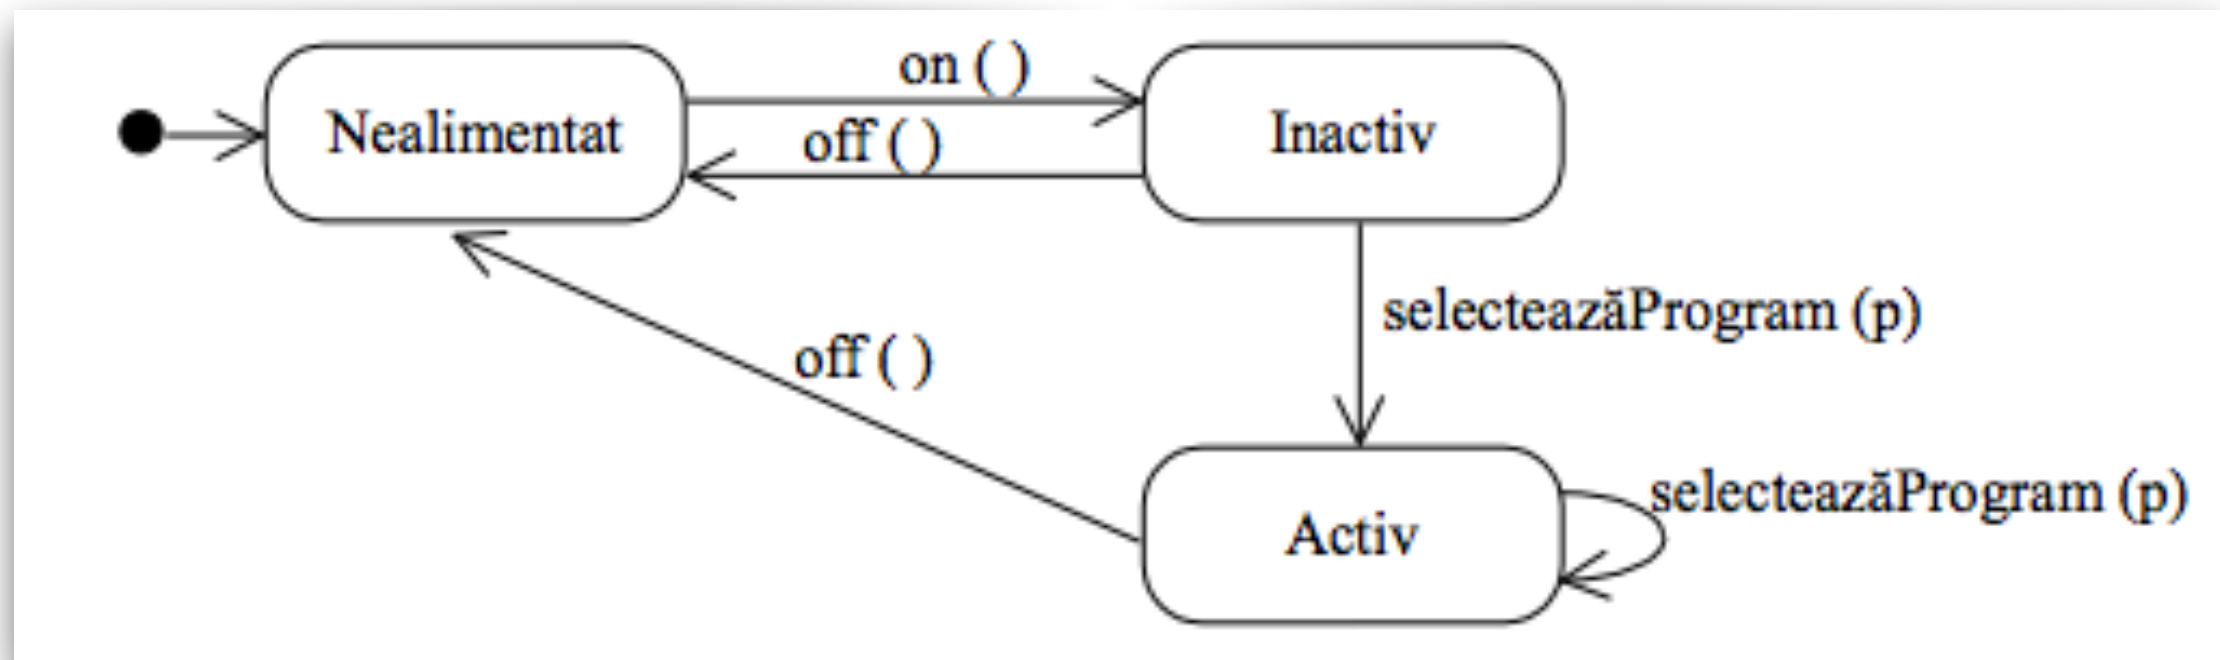 on ( )
Nealimentat
off ( )
Inactiv
selecteazăProgram (p)
off ( )
selecteazăProgram (p)
Activ